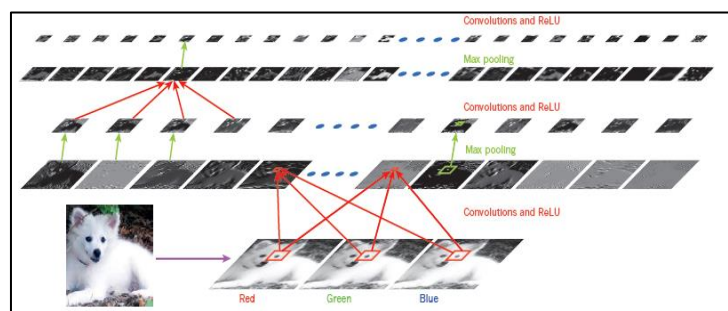 Convolutions and ReLU
Max pooling
Convolutions and ReLU
Max pooling
Convolutions and ReLU
Red Green Blue